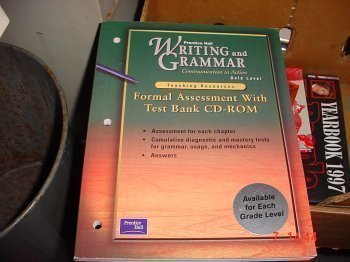 Prentice Hall
WRITING and
GRAMMAR
Communication in Action
Gold Level
Teaching Resources
Formal Assessment With
Test Bank CD-ROM
• Assessment for each chapter
• Cumulative diagnostic and mastery tests
for grammar, usage, and mechanics
• Answers
Available
for Each
Grade Level
Prentice
Hall
YEARBOOK 1997